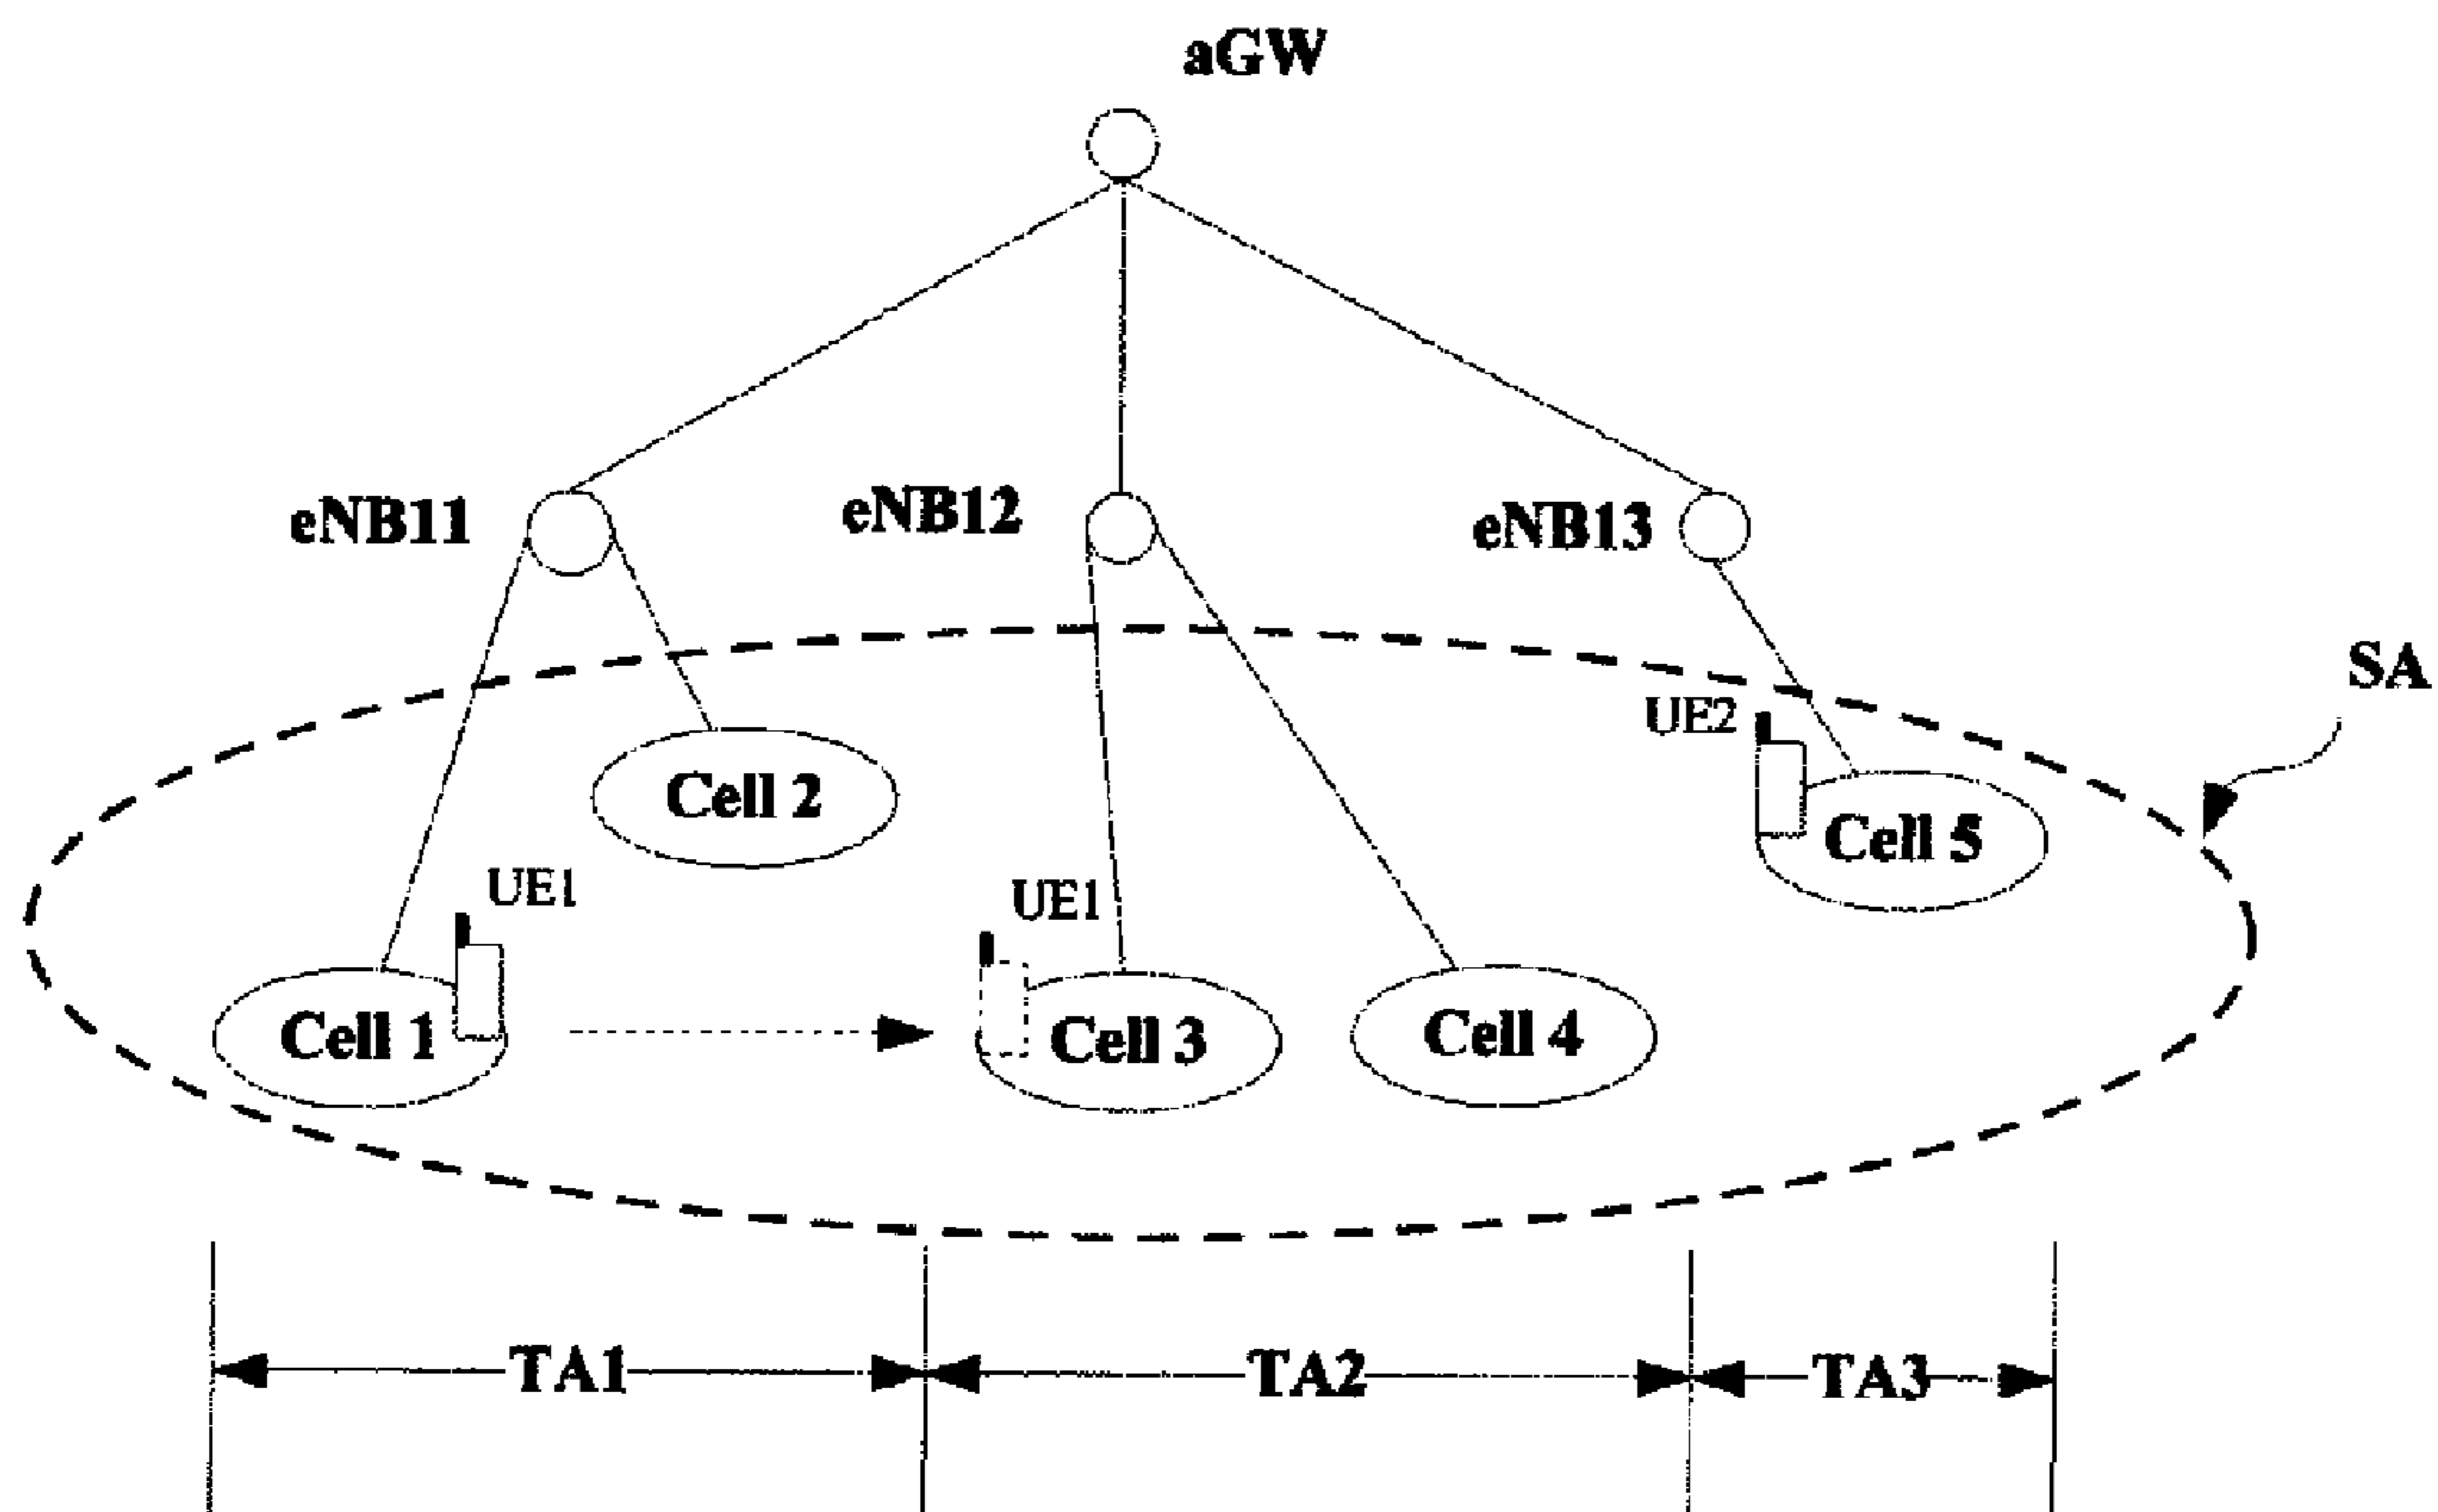 aGW
eNB11
eNB12
eNB13
SA
UE2
Cell 2
Cell 5
UE1
UE1
Cell 1
Cell 3
Cell 4
TA1
TA2
TA3